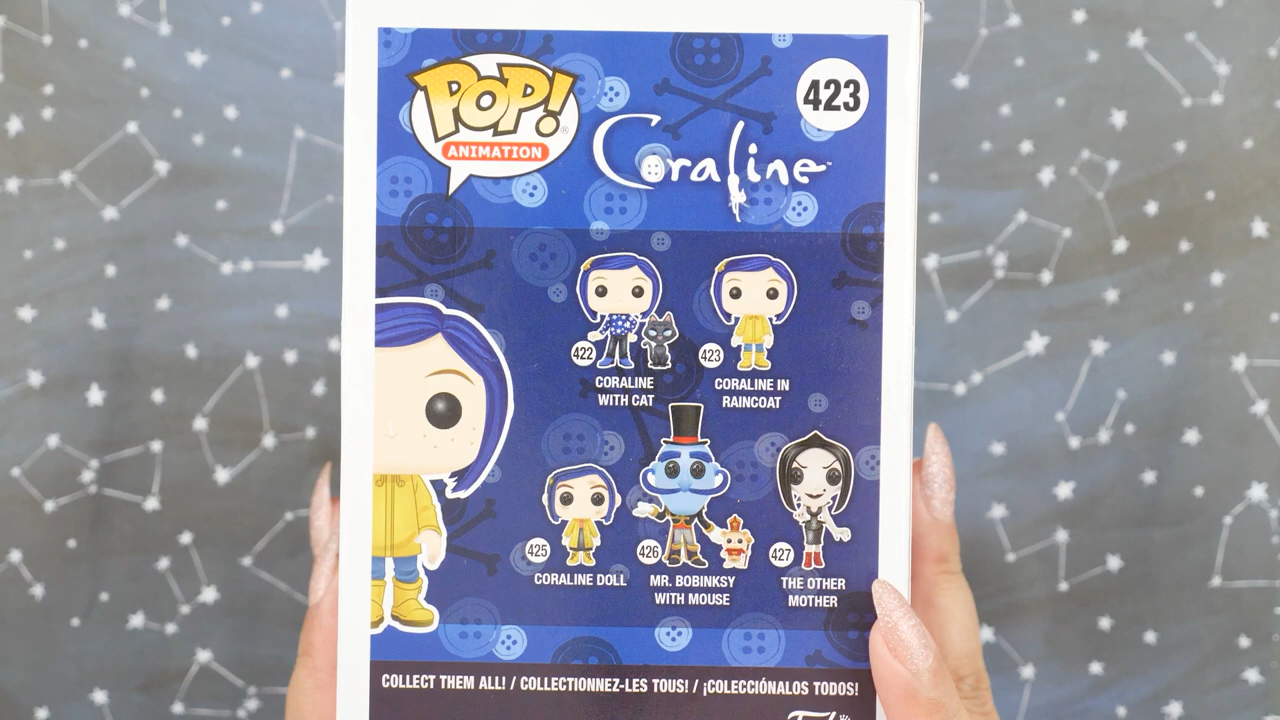 POP!
ANIMATION
Coraline
423
422
CORALINE
WITH CAT
423
CORALINE IN
RAINCOAT
425
CORALINE DOLL
426
MR. BOBINKSY
WITH MOUSE
427
THE OTHER
MOTHER
COLLECT THEM ALL! / COLLECTIONNEZ-LES TOUS! / ¡COLECCIÓNALOS TODOS!